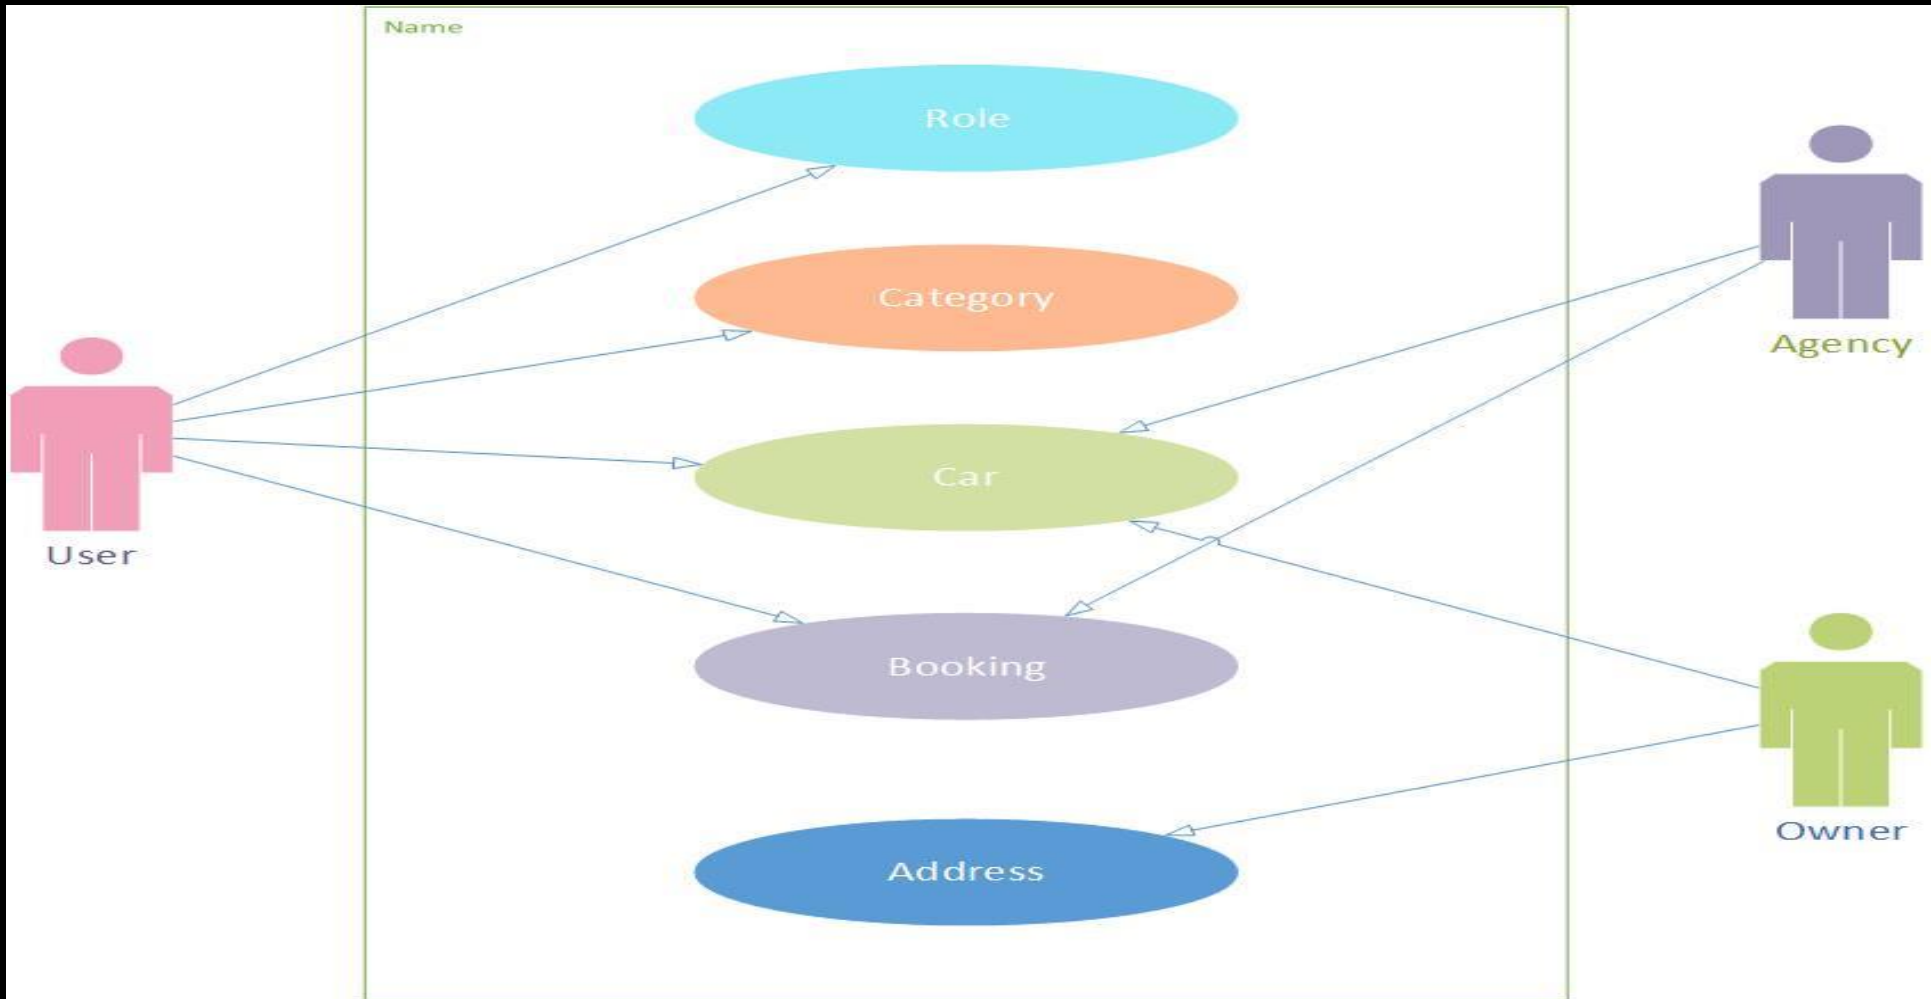 Name
Role
Category
Car
Booking
Address
User
Agency
Owner